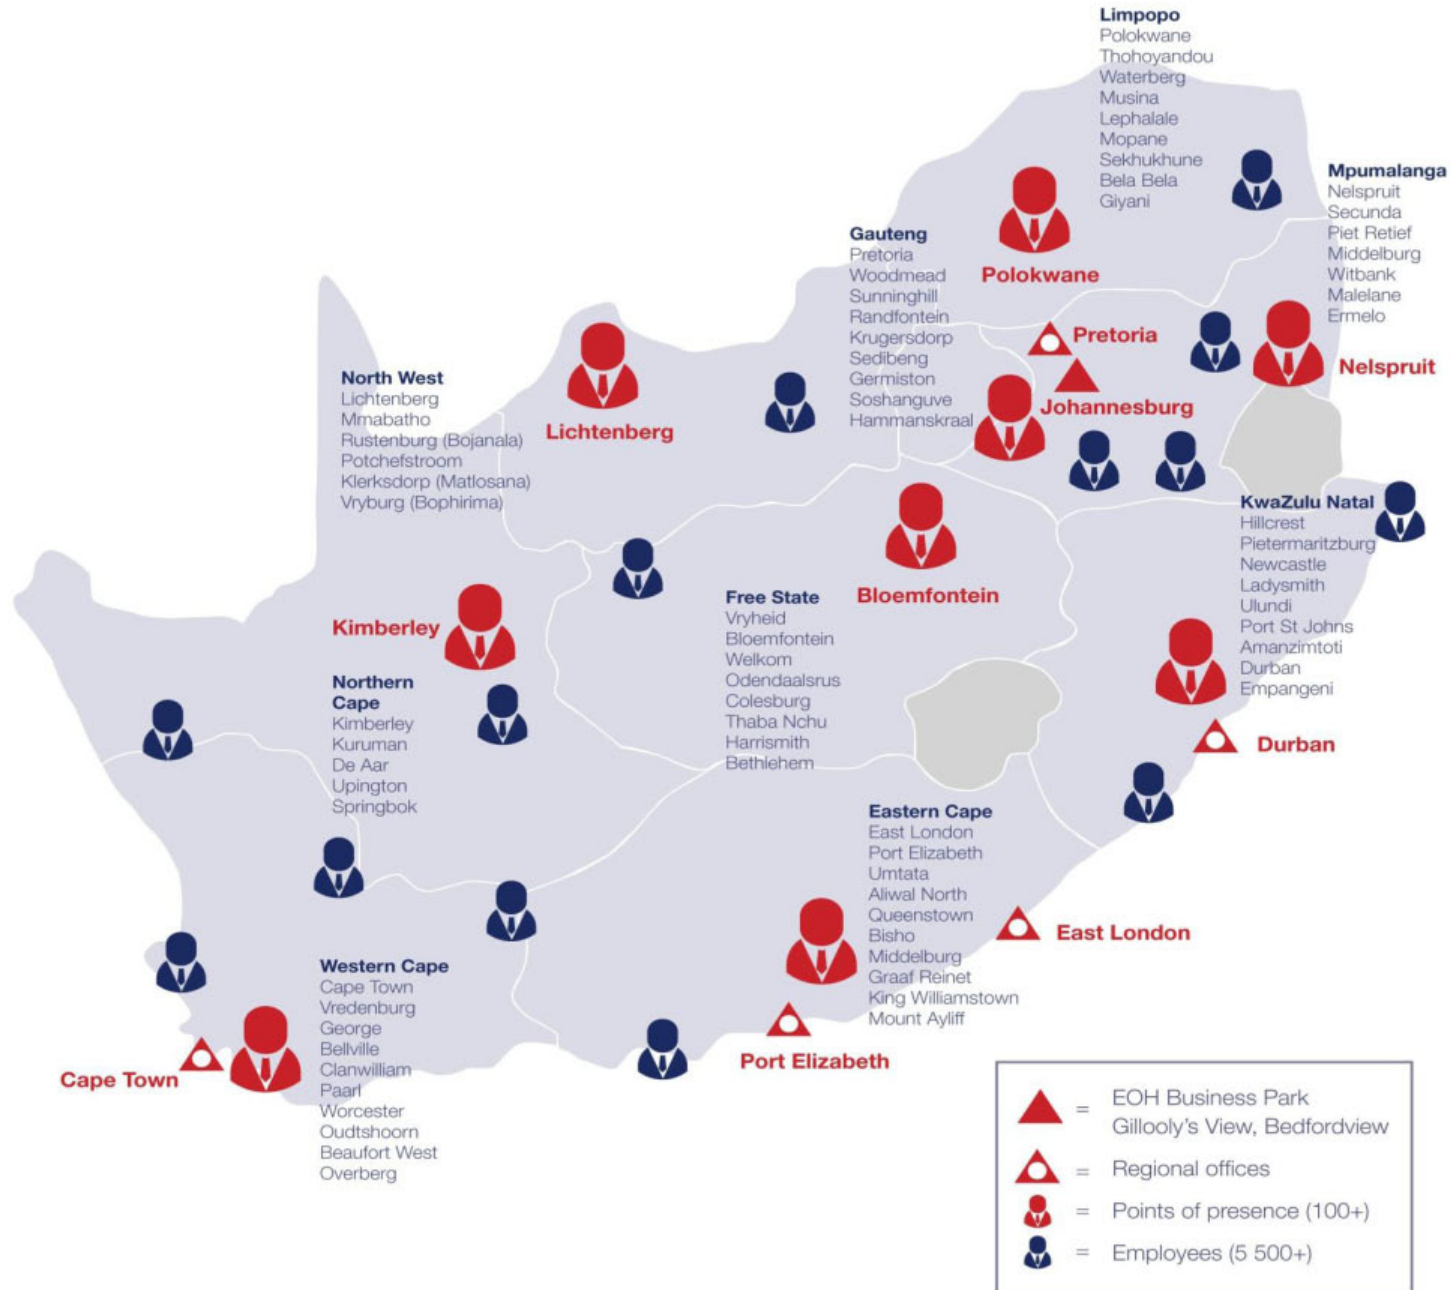 Limpopo
Polokwane
Thohoyandou
Waterberg
Musina
Lephalale
Mopane
Sekhukhune
Bela Bela
Giyani
Mpumalanga
Nelspruit
Secunda
Piet Retief
Middelburg
Witbank
Malelane
Ermelo
Gauteng
Pretoria
Woodmead
Sunninghill
Randfontein
Krugersdorp
Sedibeng
Germiston
Soshanguve
Hammanskraal
Polokwane
Pretoria
Nelspruit
Johannesburg
North West
Lichtenberg
Mmabatho
Rustenburg (Bojanala)
Potchefstroom
Klerksdorp (Matlosana)
Vryburg (Bophirima)
Lichtenberg
KwaZulu Natal
Hillcrest
Pietermaritzburg
Newcastle
Ladysmith
Ulundi
Port St Johns
Amanzimtoti
Durban
Empangeni
Bloemfontein
Free State
Vryheid
Bloemfontein
Welkom
Odendaalsrus
Colesburg
Thaba Nchu
Harrismith
Bethlehem
Kimberley
Northern
Cape
Kimberley
Kuruman
De Aar
Upington
Springbok
Durban
Eastern Cape
East London
Port Elizabeth
Umtata
Aliwal North
Queenstown
Bisho
Middelburg
Graaf Reinet
King Williamstown
Mount Ayliff
East London
Western Cape
Cape Town
Vredenburg
George
Bellville
Clanwilliam
Paarl
Worcester
Oudtshoorn
Beaufort West
Overberg
Port Elizabeth
Cape Town
= EOH Business Park
Gillooly's View, Bedfordview
= Regional offices
= Points of presence (100+)
= Employees (5 500+)